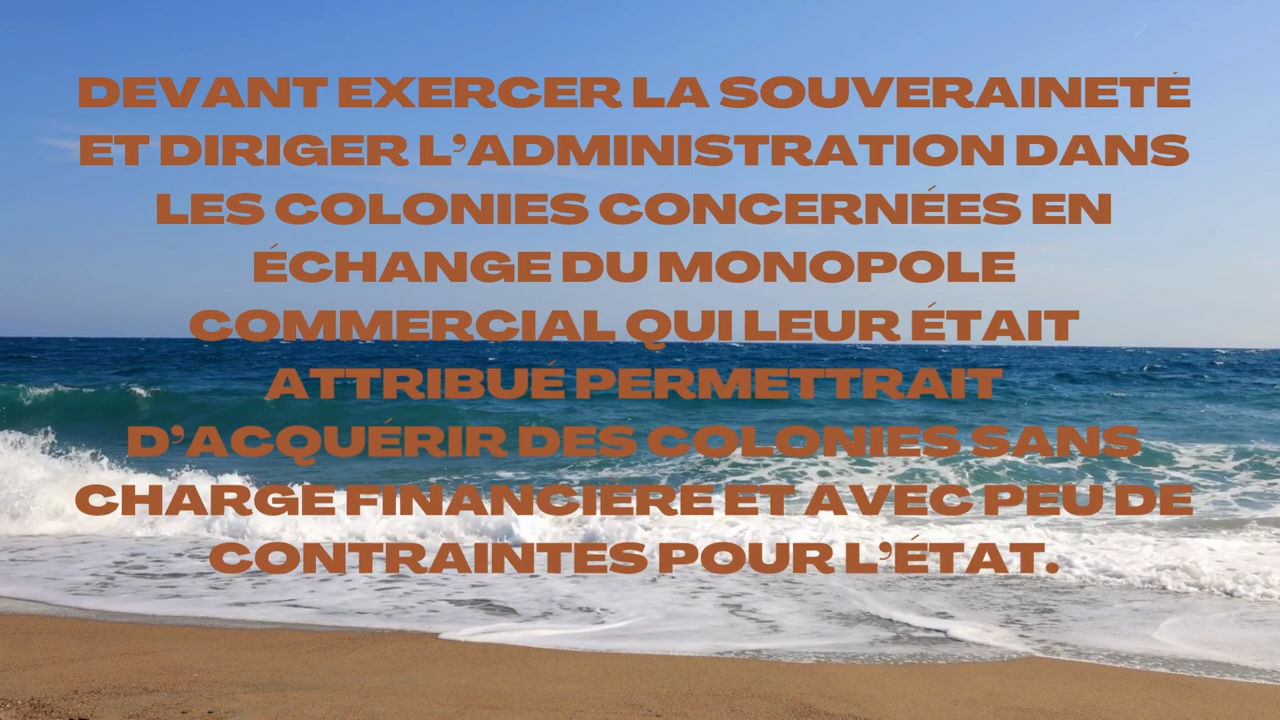 DEVANT EXERCER LA SOUVERAINETÉ
ET DIRIGER L’ADMINISTRATION DANS
LES COLONIES CONCERNÉES EN
ÉCHANGE DU MONOPOLE
COMMERCIAL QUI LEUR ÉTAIT
ATTRIBUÉ PERMETTRAIT
D’ACQUÉRIR DES COLONIES SANS
CHARGE FINANCIÈRE ET AVEC PEU DE
CONTRAINTES POUR L’ÉTAT.